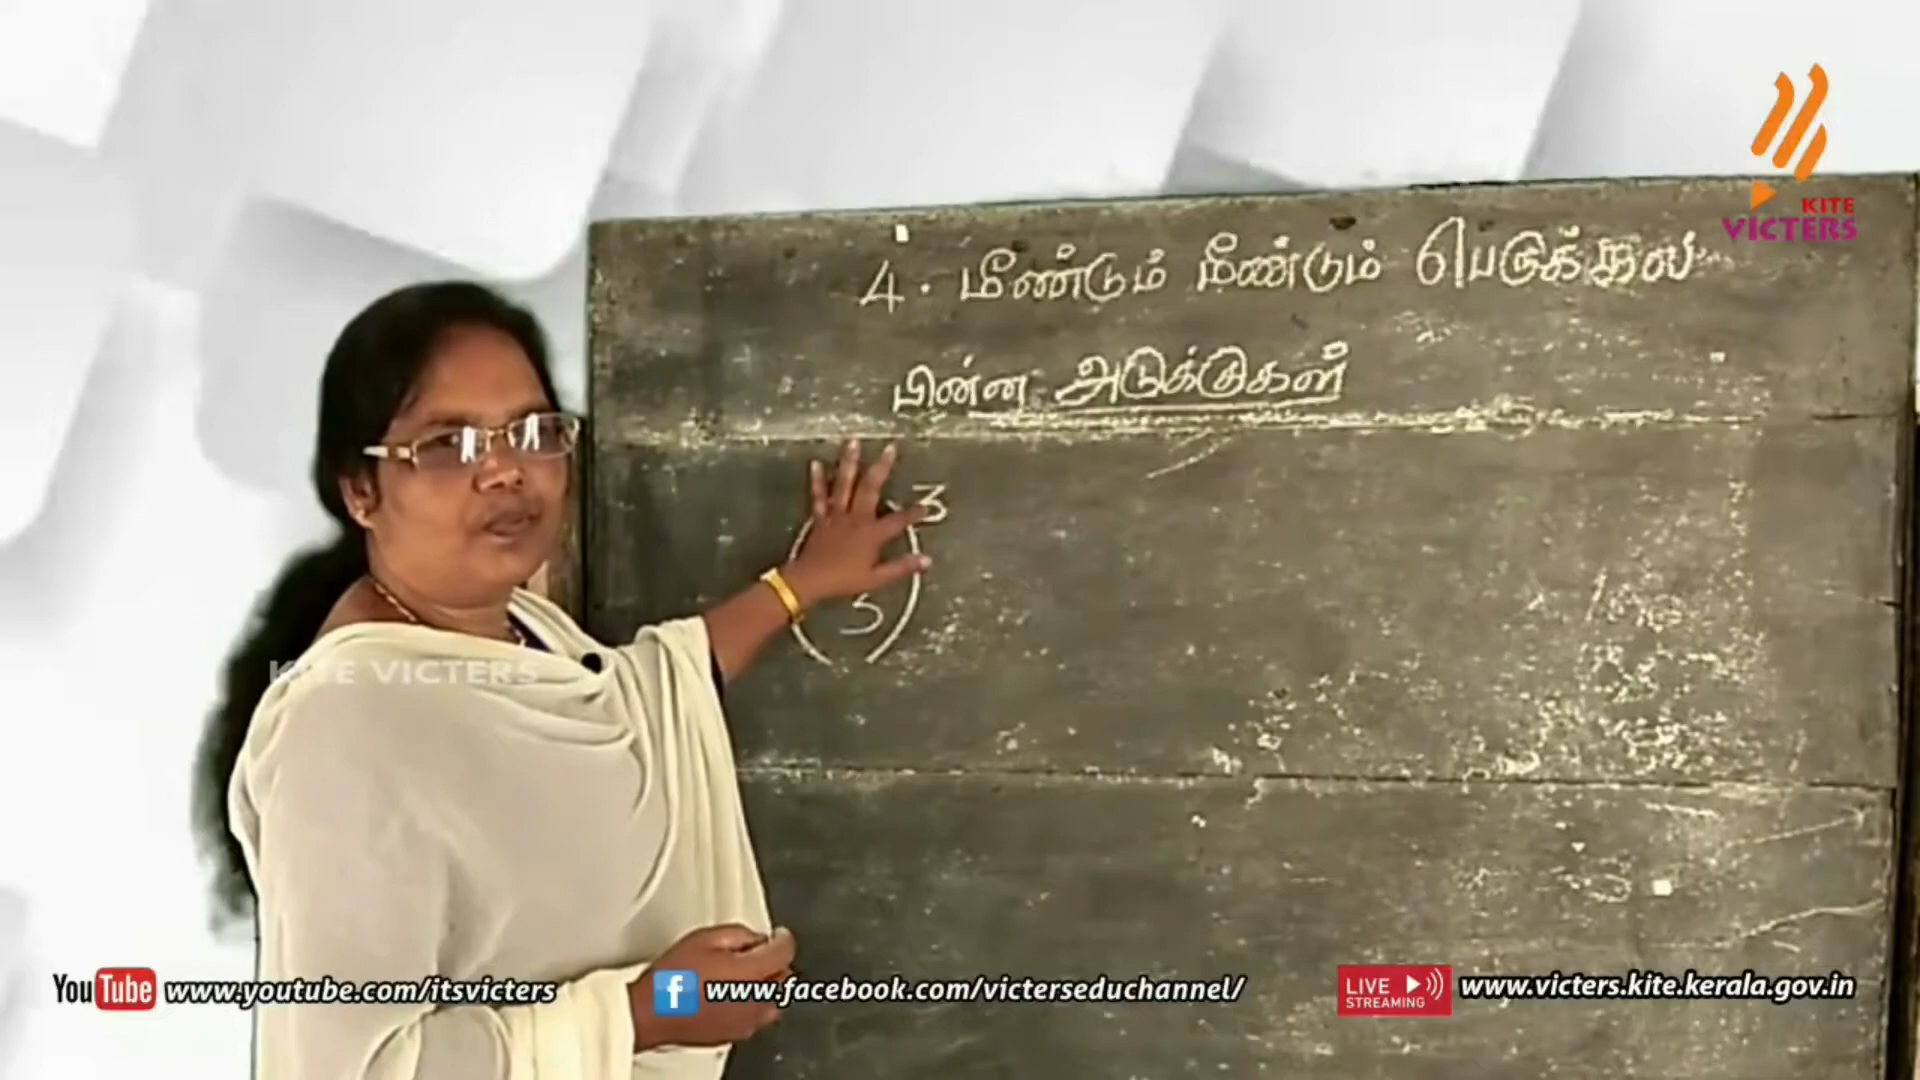 KITE
VICTERS
4. மீண்டும் மீண்டும் பெருக்கல்
பின்ன அடுக்குகள்
3
5
KITE VICTERS
YouTube www.youtube.com/itsvicters
f www.facebook.com/victerseduchannel/
LIVE STREAMING www.victers.kite.kerala.gov.in